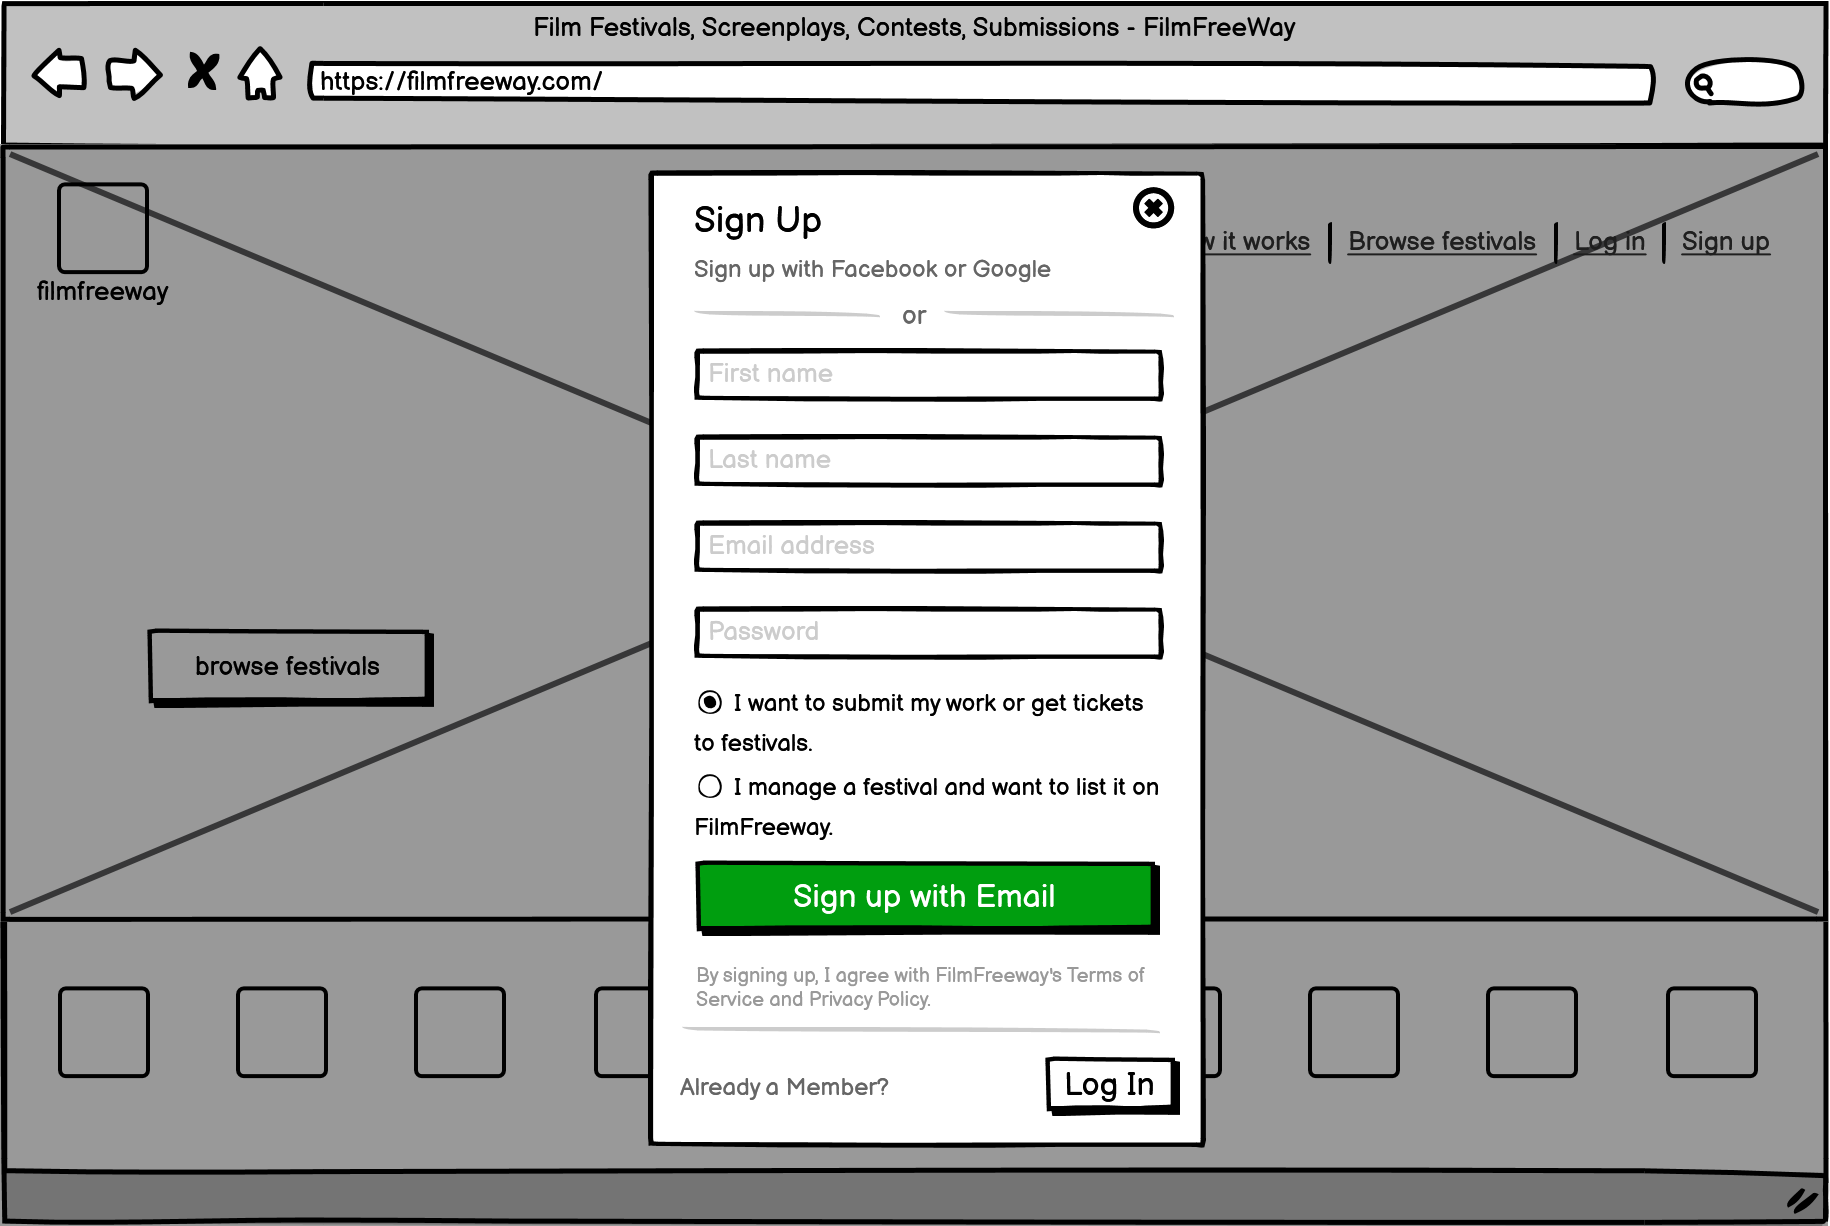 Film Festivals, Screenplays, Contests, Submissions - FilmFreeWay
https://filmfreeway.com/
filmfreeway
it works
Browse festivals
Log in
Sign up
Sign Up
Sign up with Facebook or Google
or
First name
Last name
Email address
Password
browse festivals
I want to submit my work or get tickets
to festivals.
I manage a festival and want to list it on
FilmFreeway.
Sign up with Email
By signing up, I agree with FilmFreeway's Terms of
Service and Privacy Policy.
Already a Member?
Log In